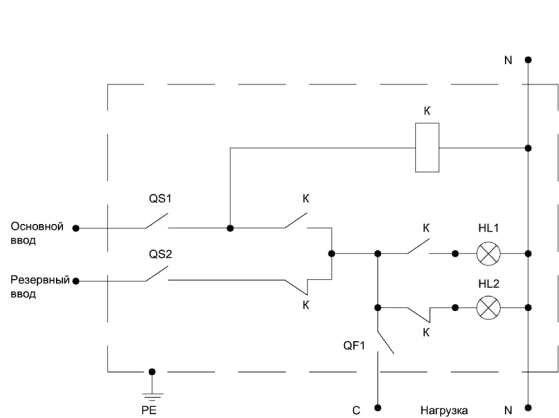 N
K
QS1
K
K
HL1
Основной
ввод
QS2
Резервный
ввод
K
HL2
K
QF1
PE
C
Нагрузка
N